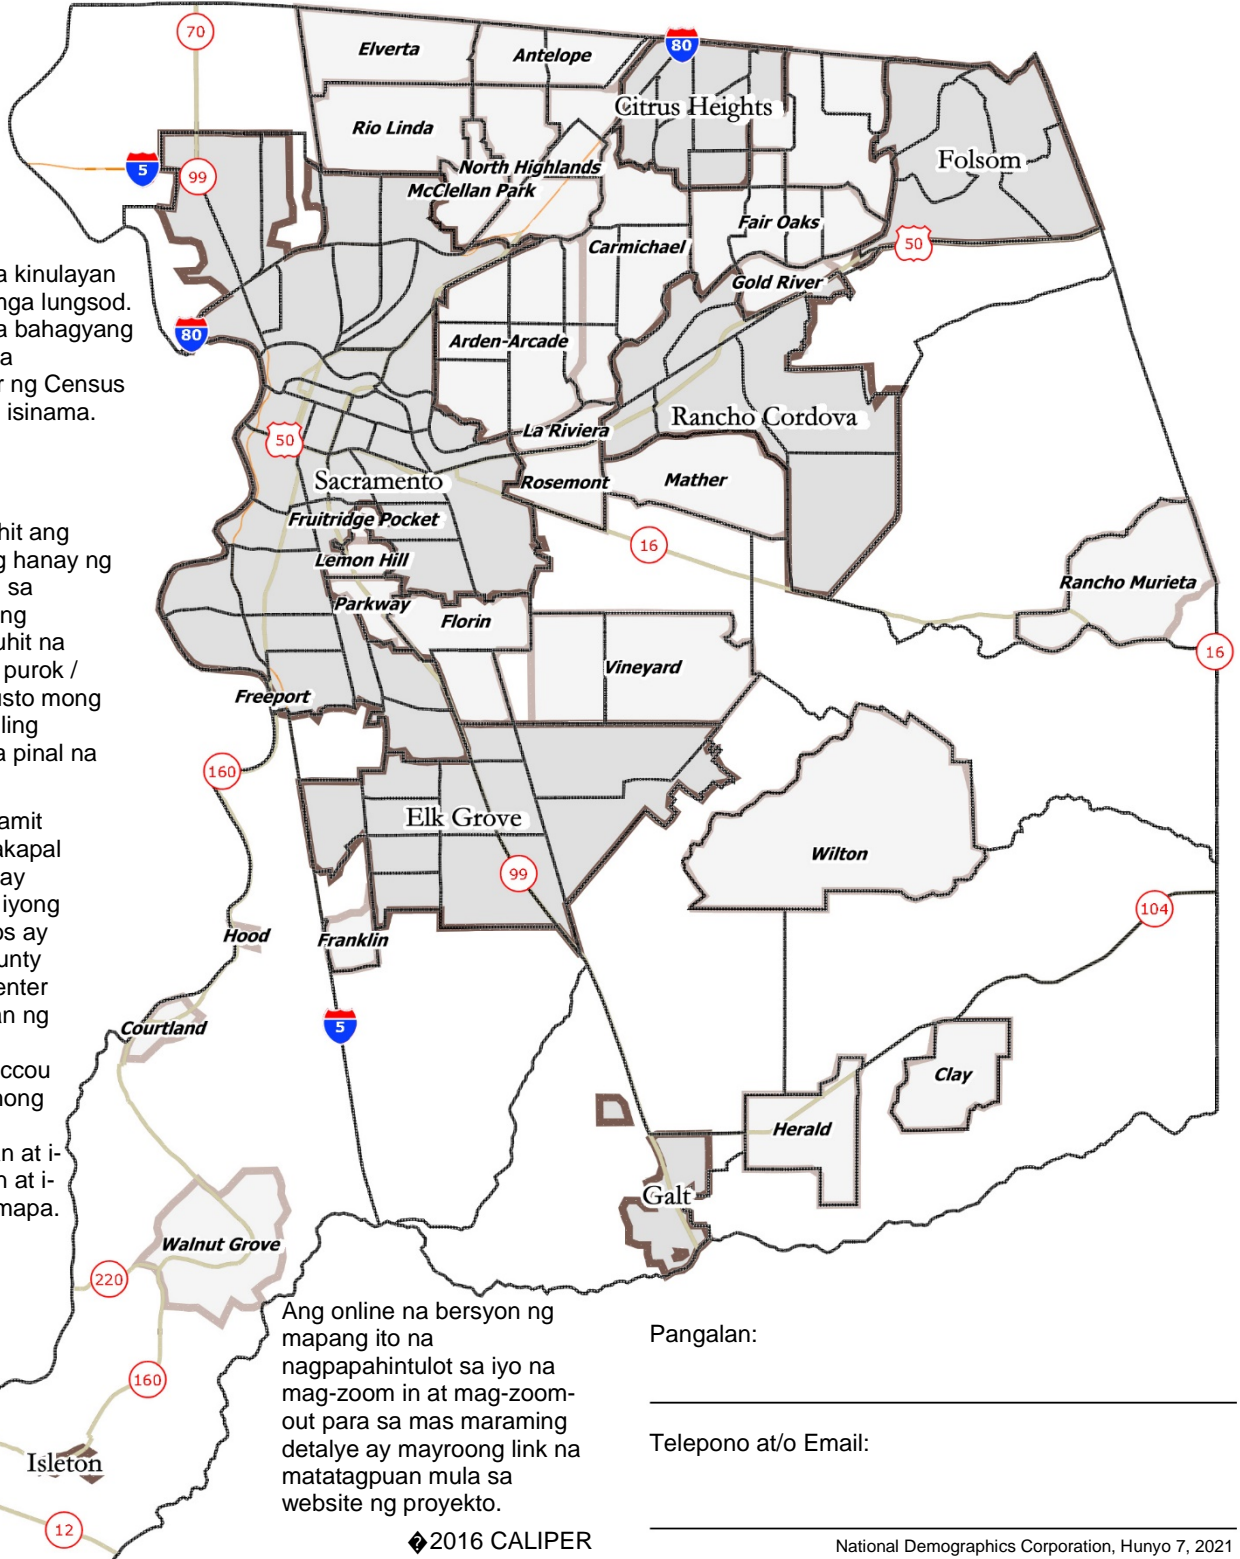 70
Elverta
Antelope
80
Citrus Heights
Rio Linda
Folsom
5
99
North Highlands
McClellan Park
Fair Oaks
Carmichael
50
Gold River
a kinulayan
nga lungsod.
a bahagyang
a
r ng Census
isinama.
80
Arden-Arcade
Rancho Cordova
La Riviera
50
Sacramento
Rosemont
Mather
Fruitridge Pocket
16
Lemon Hill
Rancho Murieta
Parkway
Florin
hit ang
g hanay ng
sa
ng
uhit na
purok /
usto mong
ling
a pinal na
16
Vineyard
Freeport
160
Elk Grove
amit
akapal
ay
iyong
os ay
unty
enter
an ng
Wilton
99
104
Hood
Franklin
Courtland
5
ccou
nong
an at i-
n at i-
mapa.
Clay
Herald
Galt
Walnut Grove
220
160
Isleton
12
Ang online na bersyon ng
mapang ito na
nagpapahintulot sa iyo na
mag-zoom in at mag-zoom-
out para sa mas maraming
detalye ay mayroong link na
matatagpuan mula sa
website ng proyekto.
�2016 CALIPER
Pangalan:
Telepono at/o Email:
National Demographics Corporation, Hunyo 7, 2021